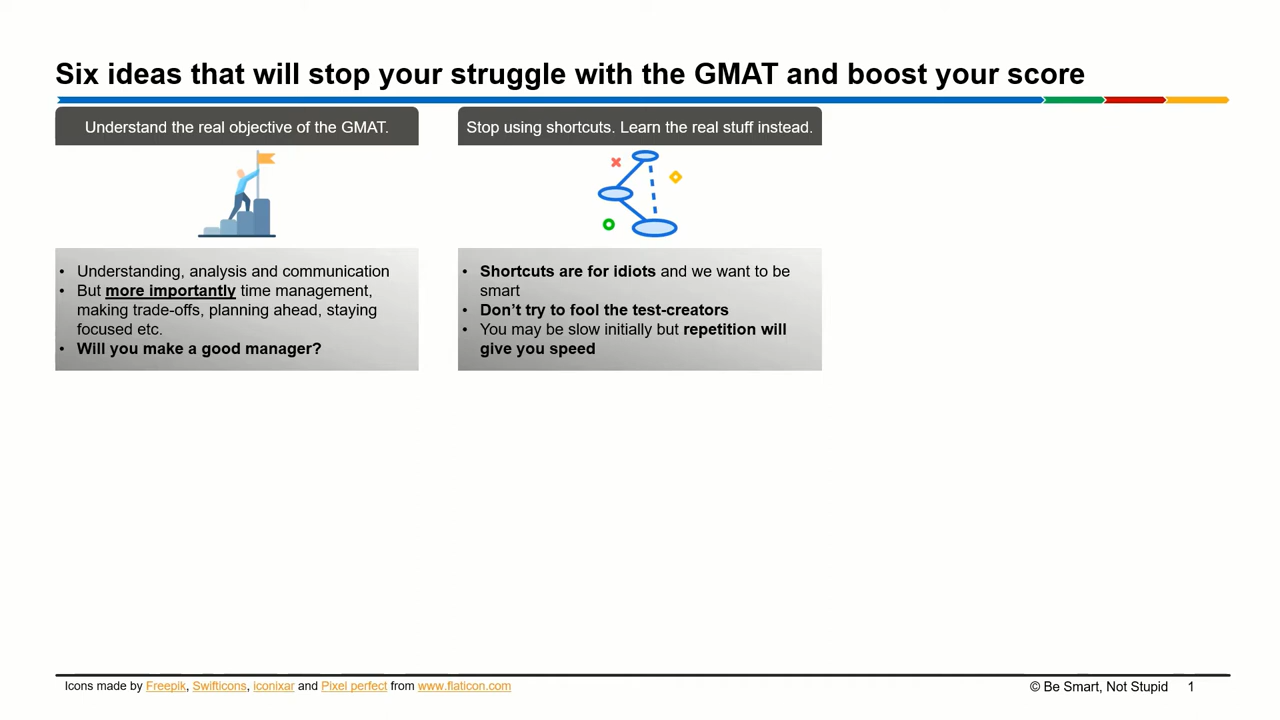 Six ideas that will stop your struggle with the GMAT and boost your score
Understand the real objective of the GMAT.
• Understanding, analysis and communication
• But more importantly time management,
making trade-offs, planning ahead, staying
focused etc.
• Will you make a good manager?
Stop using shortcuts. Learn the real stuff instead.
• Shortcuts are for idiots and we want to be
smart
• Don’t try to fool the test-creators
• You may be slow initially but repetition will
give you speed
Icons made by Freepik, Swifticons, iconixar and Pixel perfect from www.flaticon.com
© Be Smart, Not Stupid 1